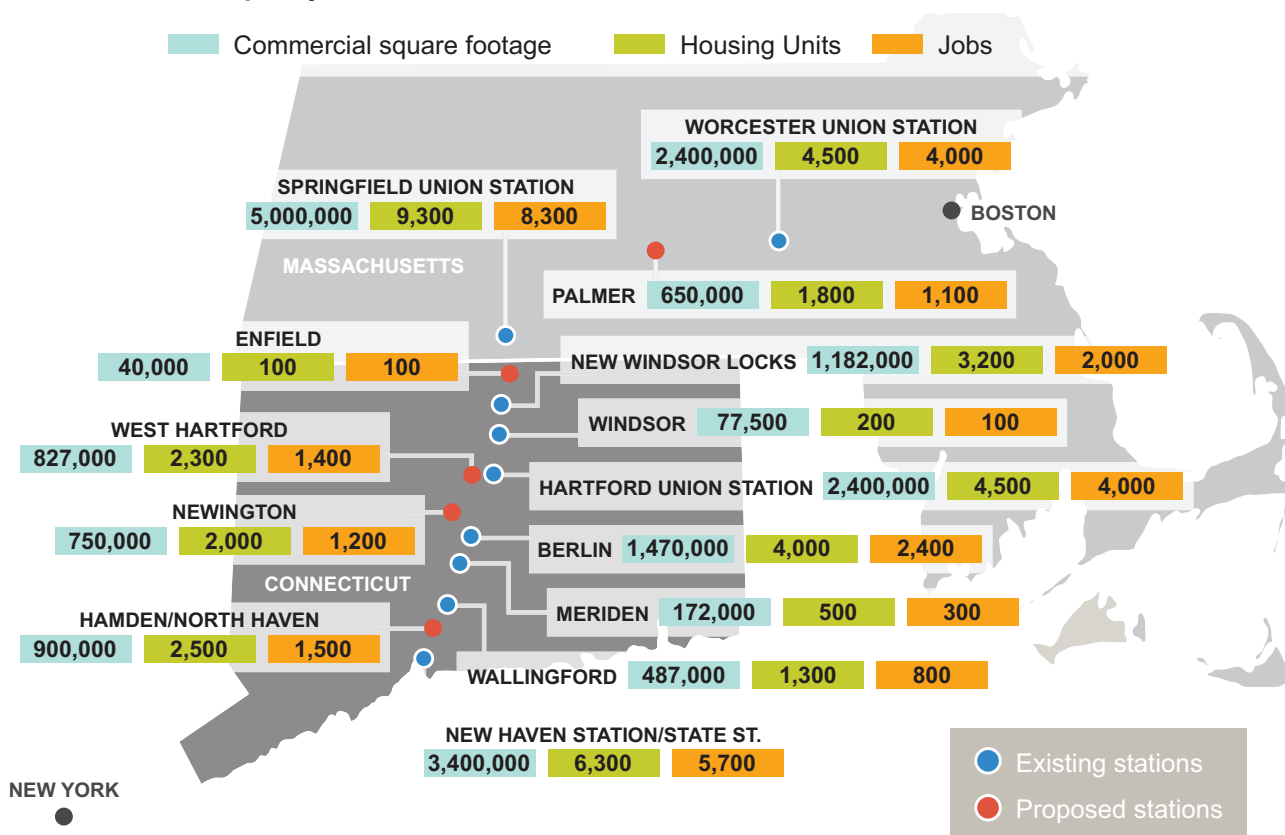 Commercial square footage
Housing Units
Jobs
WORCESTER UNION STATION
2,400,000 4,500 4,000
SPRINGFIELD UNION STATION
5,000,000 9,300 8,300
BOSTON
MASSACHUSETTS
PALMER 650,000 1,800 1,100
ENFIELD
40,000 100 100
NEW WINDSOR LOCKS 1,182,000 3,200 2,000
WINDSOR 77,500 200 100
WEST HARTFORD
827,000 2,300 1,400
HARTFORD UNION STATION 2,400,000 4,500 4,000
NEWINGTON
750,000 2,000 1,200
BERLIN 1,470,000 4,000 2,400
CONNECTICUT
MERIDEN 172,000 500 300
HAMDEN/NORTH HAVEN
900,000 2,500 1,500
WALLINGFORD 487,000 1,300 800
NEW HAVEN STATION/STATE ST.
3,400,000 6,300 5,700
Existing stations
Proposed stations
NEW YORK